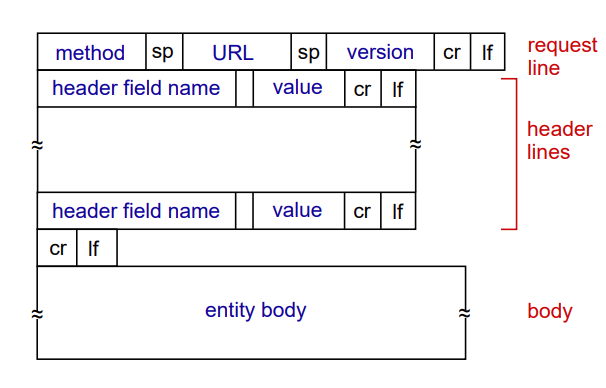 method sp URL sp version cr lf
request
line
header field name value cr lf
header
lines
header field name value cr lf
cr lf
entity body
body